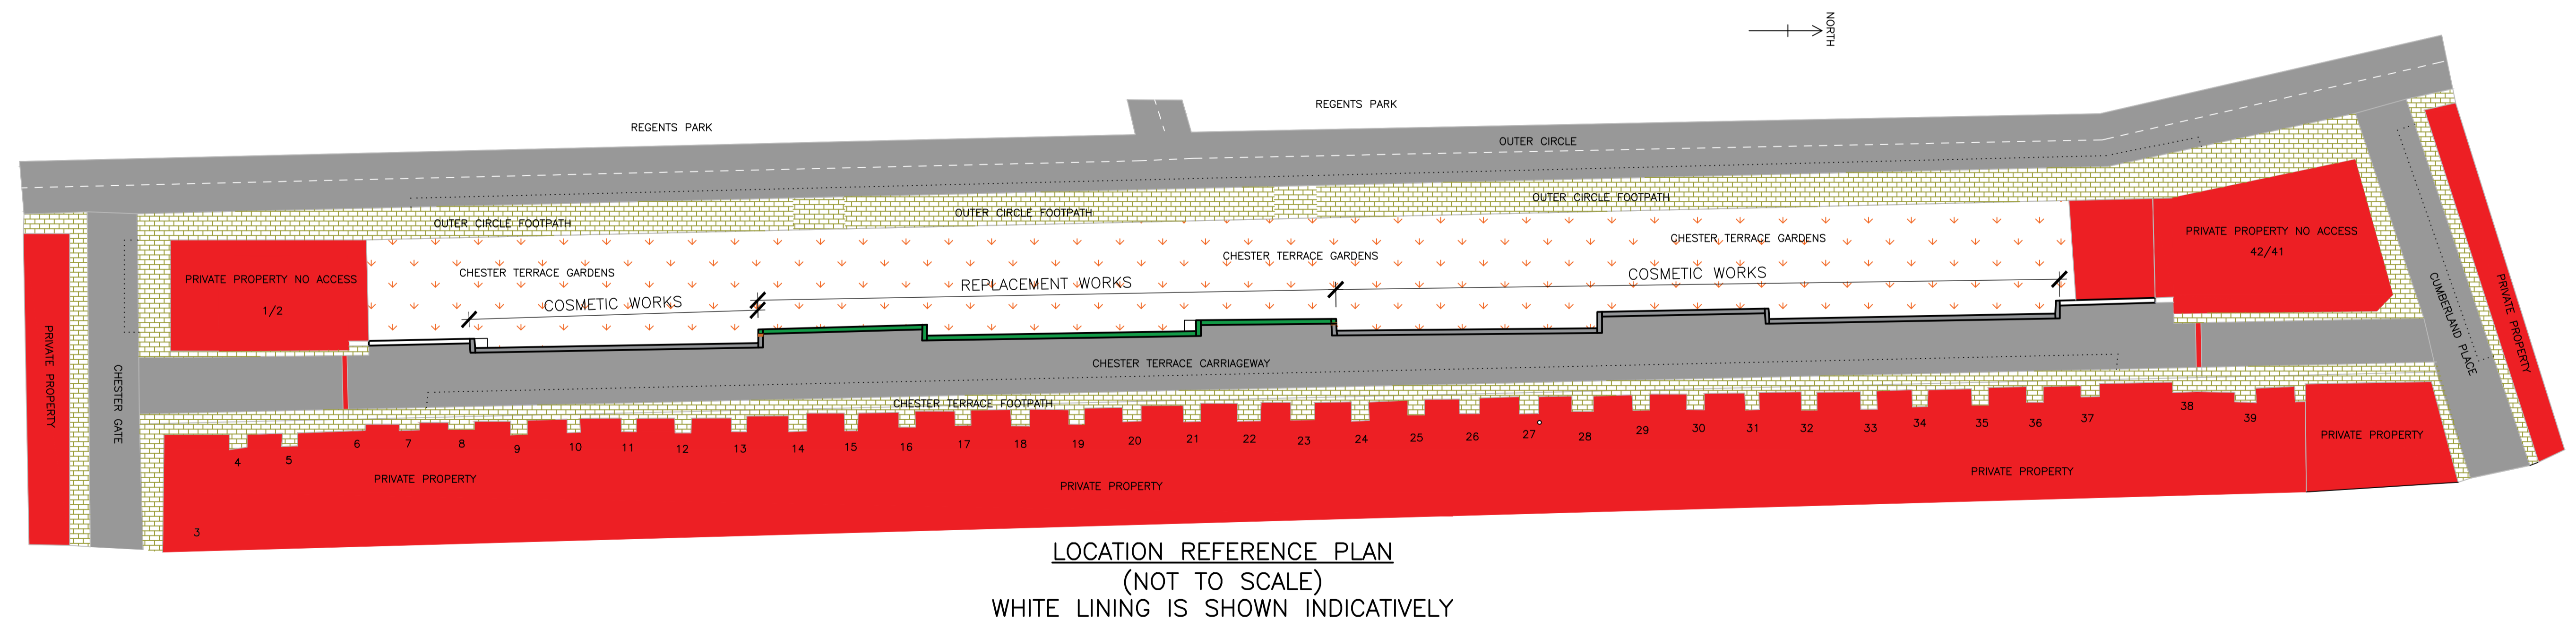 NORTH
REGENTS PARK
REGENTS PARK
OUTER CIRCLE
OUTER CIRCLE FOOTPATH
OUTER CIRCLE FOOTPATH
OUTER CIRCLE FOOTPATH
PRIVATE PROPERTY NO ACCESS
1/2
CHESTER TERRACE GARDENS
COSMETIC WORKS
REPLACEMENT WORKS
CHESTER TERRACE GARDENS
CHESTER TERRACE GARDENS
COSMETIC WORKS
PRIVATE PROPERTY NO ACCESS
42/41
PRIVATE PROPERTY
CHESTER GATE
CUMBERLAND PLACE
PRIVATE PROPERTY
CHESTER TERRACE CARRIAGEWAY
CHESTER TERRACE FOOTPATH
3
4
5
6
7
8
9
10
11
12
13
14
15
16
17
18
19
20
21
22
23
24
25
26
27
28
29
30
31
32
33
34
35
36
37
38
39
PRIVATE PROPERTY
PRIVATE PROPERTY
PRIVATE PROPERTY
PRIVATE PROPERTY
LOCATION REFERENCE PLAN
(NOT TO SCALE)
WHITE LINING IS SHOWN INDICATIVELY